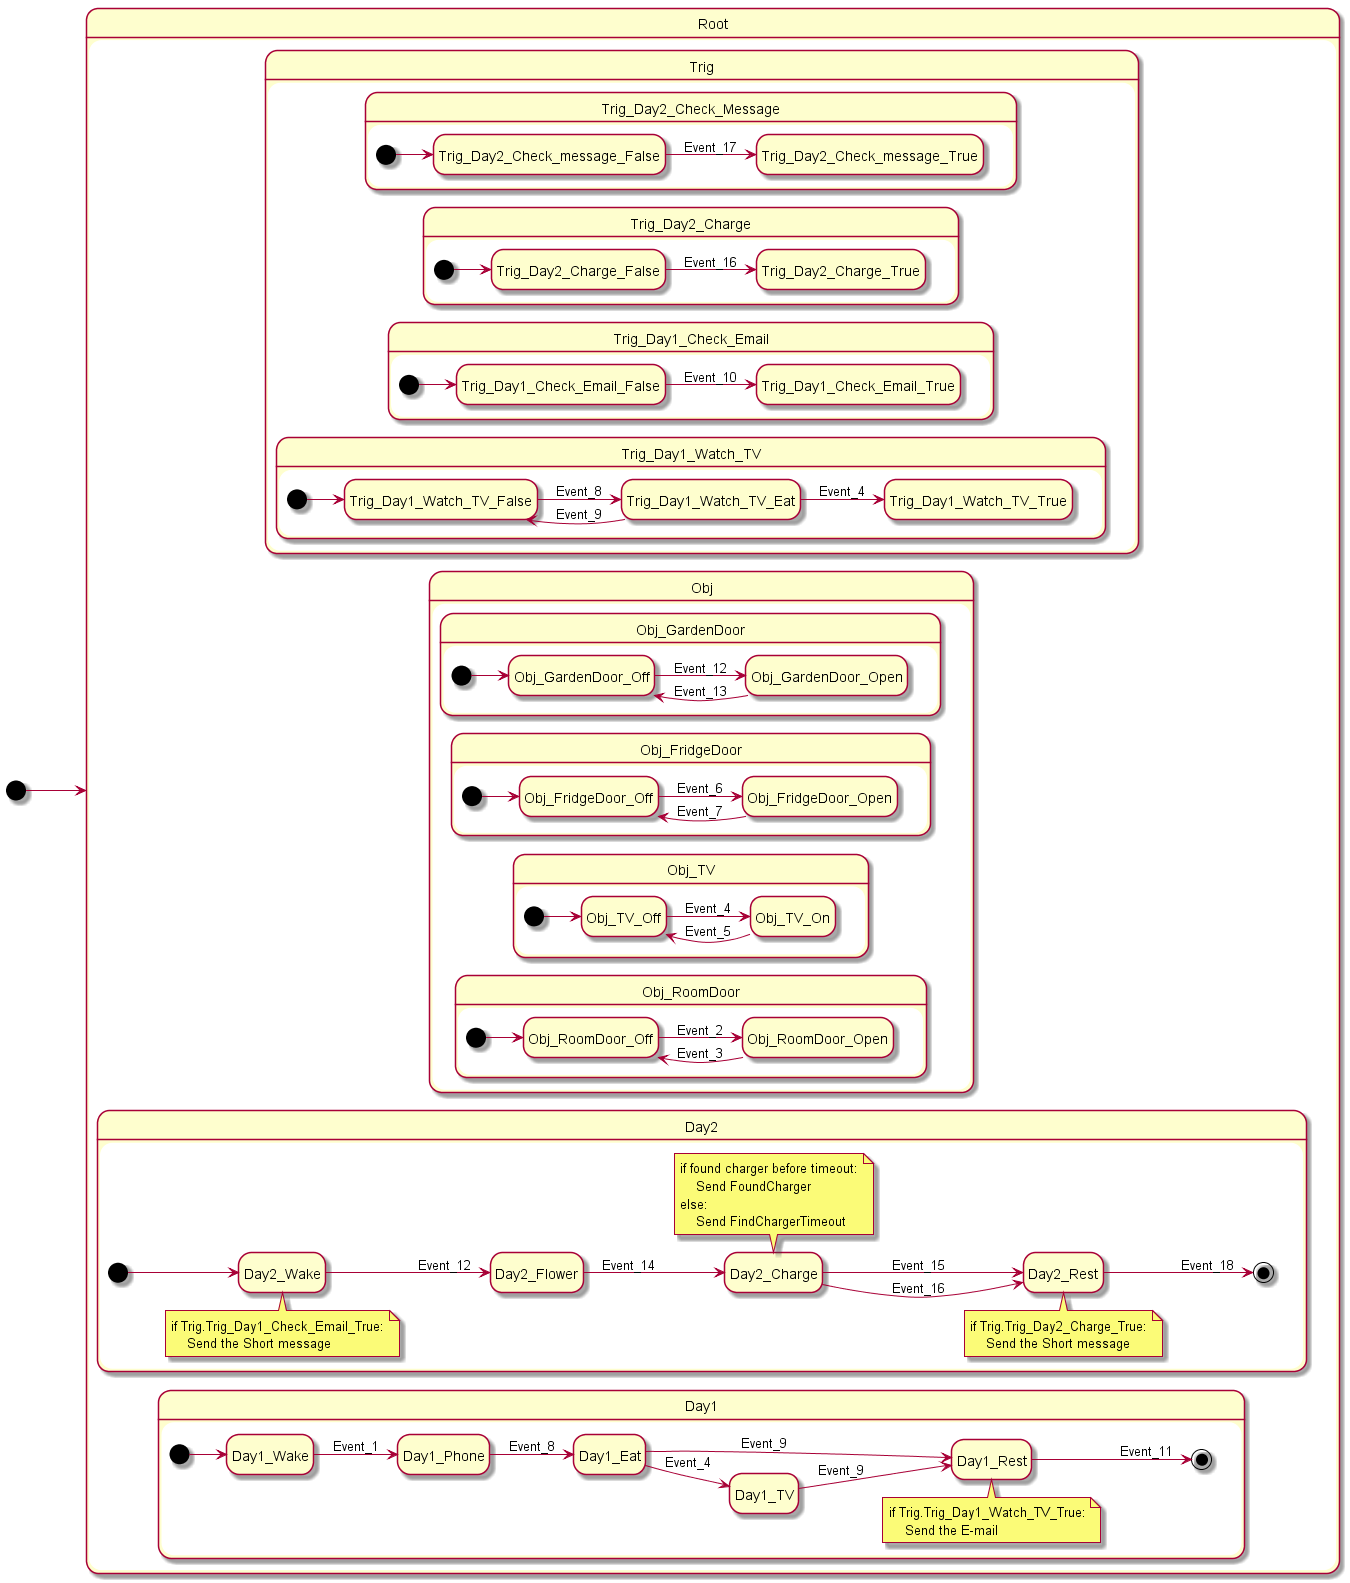 Root
Trig
Trig_Day2_Check_Message
Trig_Day2_Check_message_False
Event_17
Trig_Day2_Check_message_True
Trig_Day2_Charge
Trig_Day2_Charge_False
Event_16
Trig_Day2_Charge_True
Trig_Day1_Check_Email
Trig_Day1_Check_Email_False
Event_10
Trig_Day1_Check_Email_True
Trig_Day1_Watch_TV
Trig_Day1_Watch_TV_False
Event_8
Event_9
Trig_Day1_Watch_TV_Eat
Event_4
Trig_Day1_Watch_TV_True
Obj
Obj_GardenDoor
Obj_GardenDoor_Off
Event_12
Event_13
Obj_GardenDoor_Open
Obj_FridgeDoor
Obj_FridgeDoor_Off
Event_6
Event_7
Obj_FridgeDoor_Open
Obj_TV
Obj_TV_Off
Event_4
Event_5
Obj_TV_On
Obj_RoomDoor
Obj_RoomDoor_Off
Event_2
Event_3
Obj_RoomDoor_Open
Day2
if found charger before timeout:
Send FoundCharger
else:
Send FindChargerTimeout
Day2_Wake
Event_12
Day2_Flower
Event_14
Day2_Charge
Event_15
Event_16
Day2_Rest
Event_18
if Trig.Trig_Day1_Check_Email_True:
Send the Short message
if Trig.Trig_Day2_Charge_True:
Send the Short message
Day1
Day1_Wake
Event_1
Day1_Phone
Event_8
Day1_Eat
Event_9
Event_4
Day1_TV
Event_9
Day1_Rest
Event_11
if Trig.Trig_Day1_Watch_TV_True:
Send the E-mail